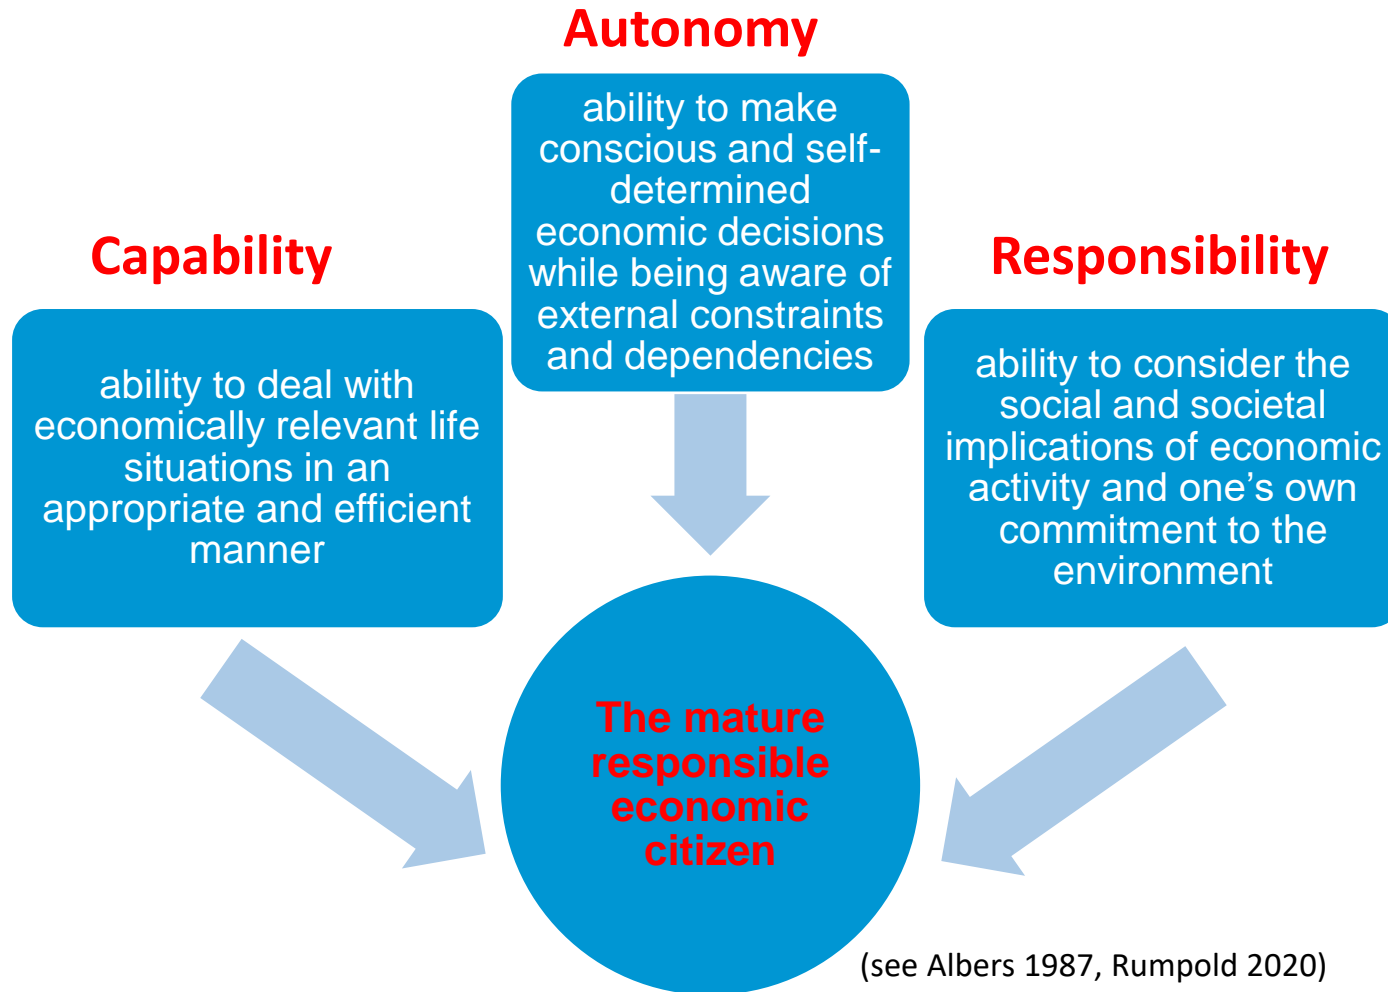 Autonomy
ability to make
conscious and self-
determined
economic decisions
while being aware of
external constraints
and dependencies
Capability
ability to deal with
economically relevant life
situations in an
appropriate and efficient
manner
Responsibility
ability to consider the
social and societal
implications of economic
activity and one’s own
commitment to the
environment
The mature
responsible
economic
citizen
(see Albers 1987, Rumpold 2020)